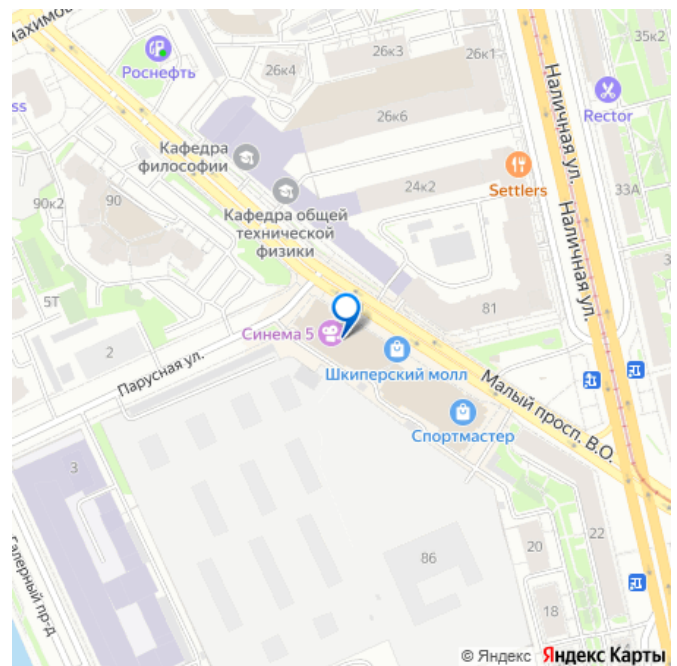 Нахимова
35к2
26к3
26к1
Роснефть
26к4
Наличная ул.
ss
Rector
26к6
Кафедра
философии
Settlers
24к2
33А
90к2
90
Кафедра общей
технической
физики
Наличная ул.
3
5Т
81
Синема 5
2
Парусная ул.
Шкиперский молл
Малый просп. В.О.
Спортмастер
3
22
20
86
Галерный пр-д
18
© Яндекс Яндекс Карты